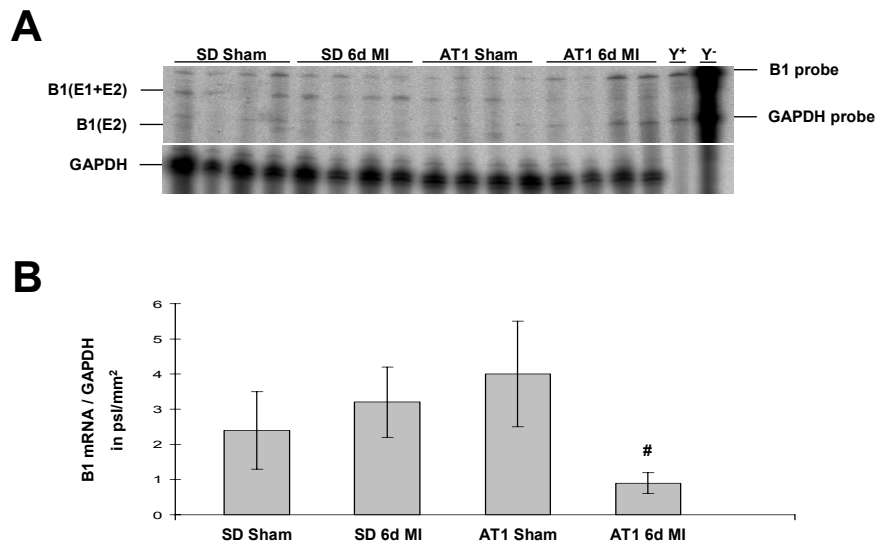 A
SD Sham SD 6d MI AT1 Sham AT1 6d MI Y⁺ Y⁻
B1 probe
B1(E1+E2)
B1(E2)
GAPDH probe
GAPDH
B
6
5
4
3
2
1
0
B1 mRNA / GAPDH
in psl/mm²
#
SD Sham SD 6d MI AT1 Sham AT1 6d MI